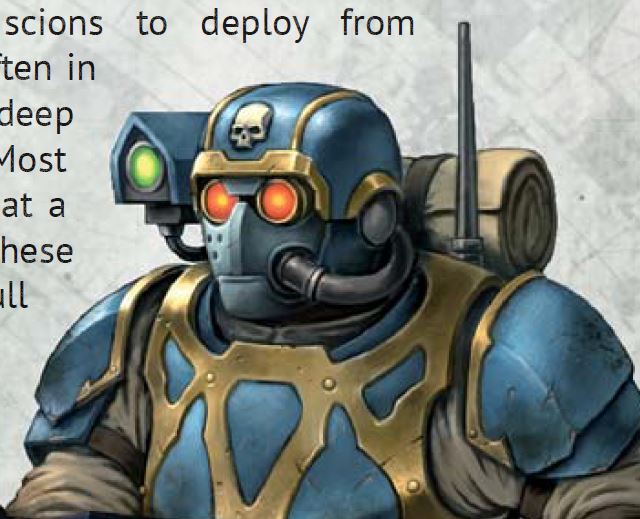 scions to deploy from
ften in
deep
Most
at a
hese
ull